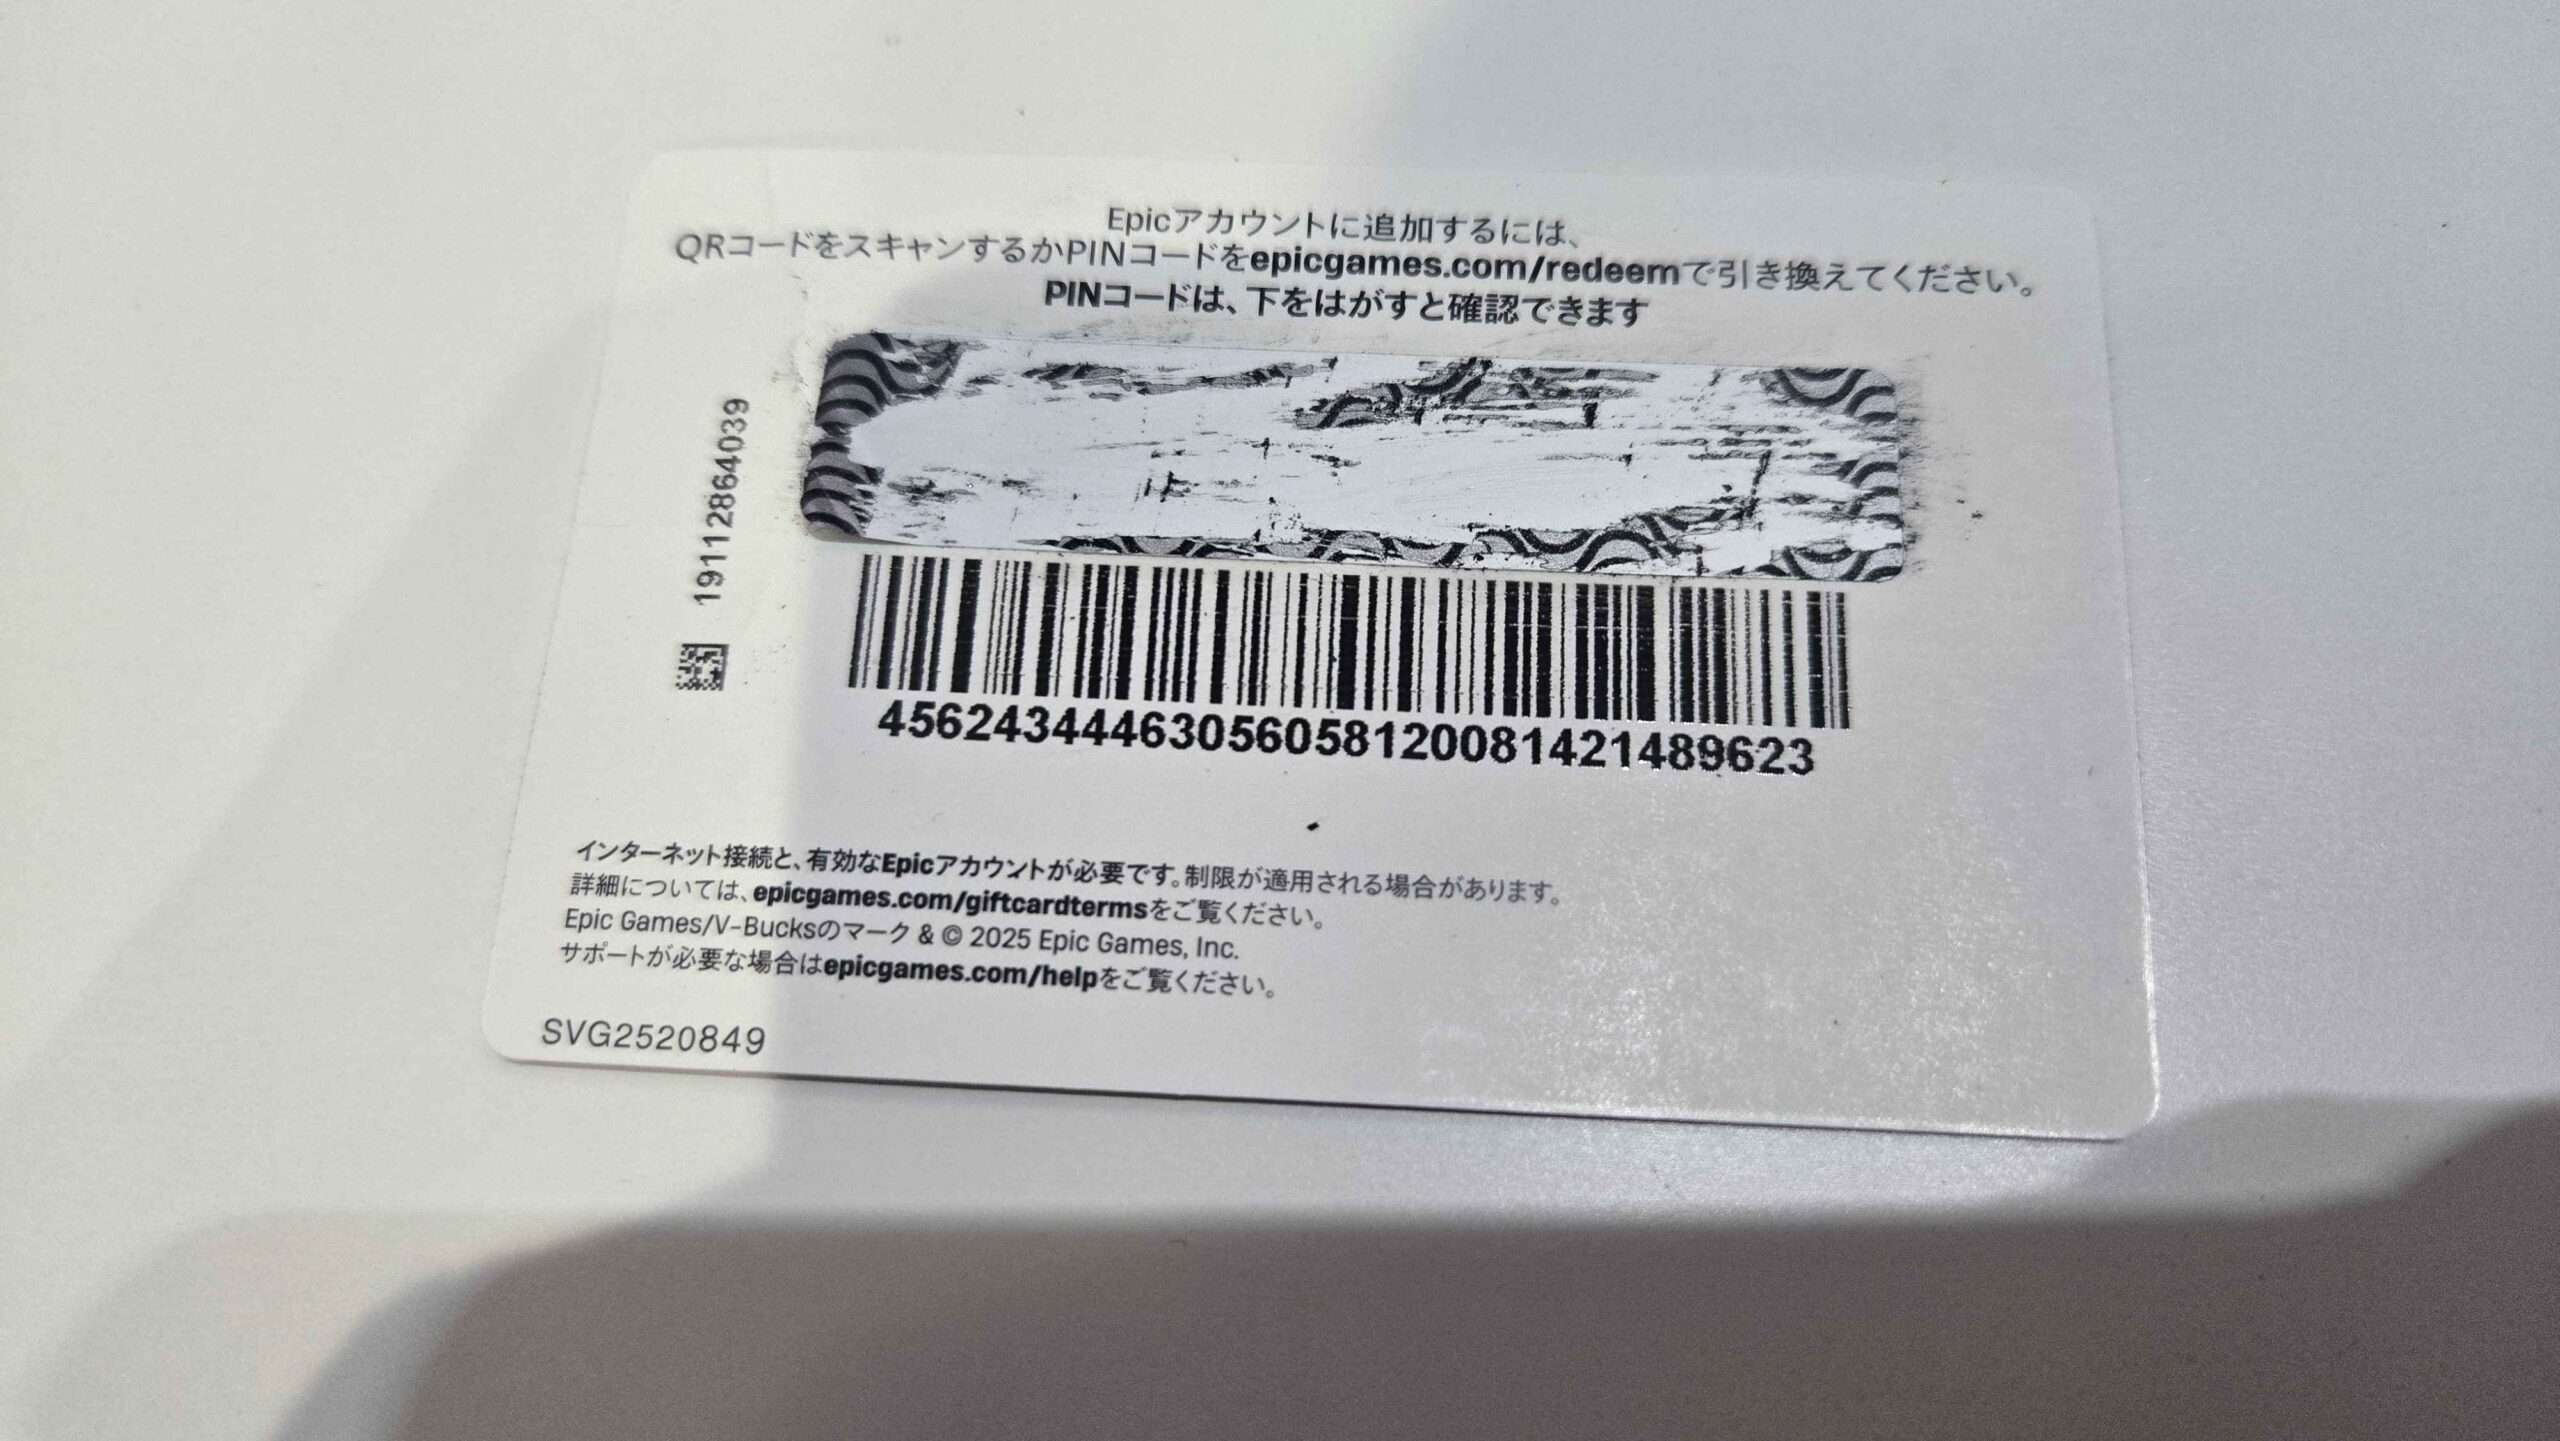 Epicアカウントに追加するには、
QRコードをスキャンするかPINコードをepicgames.com/redeemで引き換えてください。
PINコードは、下をはがすと確認できます
1911286 4039
45624344463056058120081421489623
インターネット接続と、有効なEpicアカウントが必要です。制限が適用される場合があります。
詳細については、epicgames.com/giftcardtermsをご覧ください。
Epic Games/V-Bucksのマーク & © 2025 Epic Games, Inc.
サポートが必要な場合はepicgames.com/helpをご覧ください。
SVG2520849